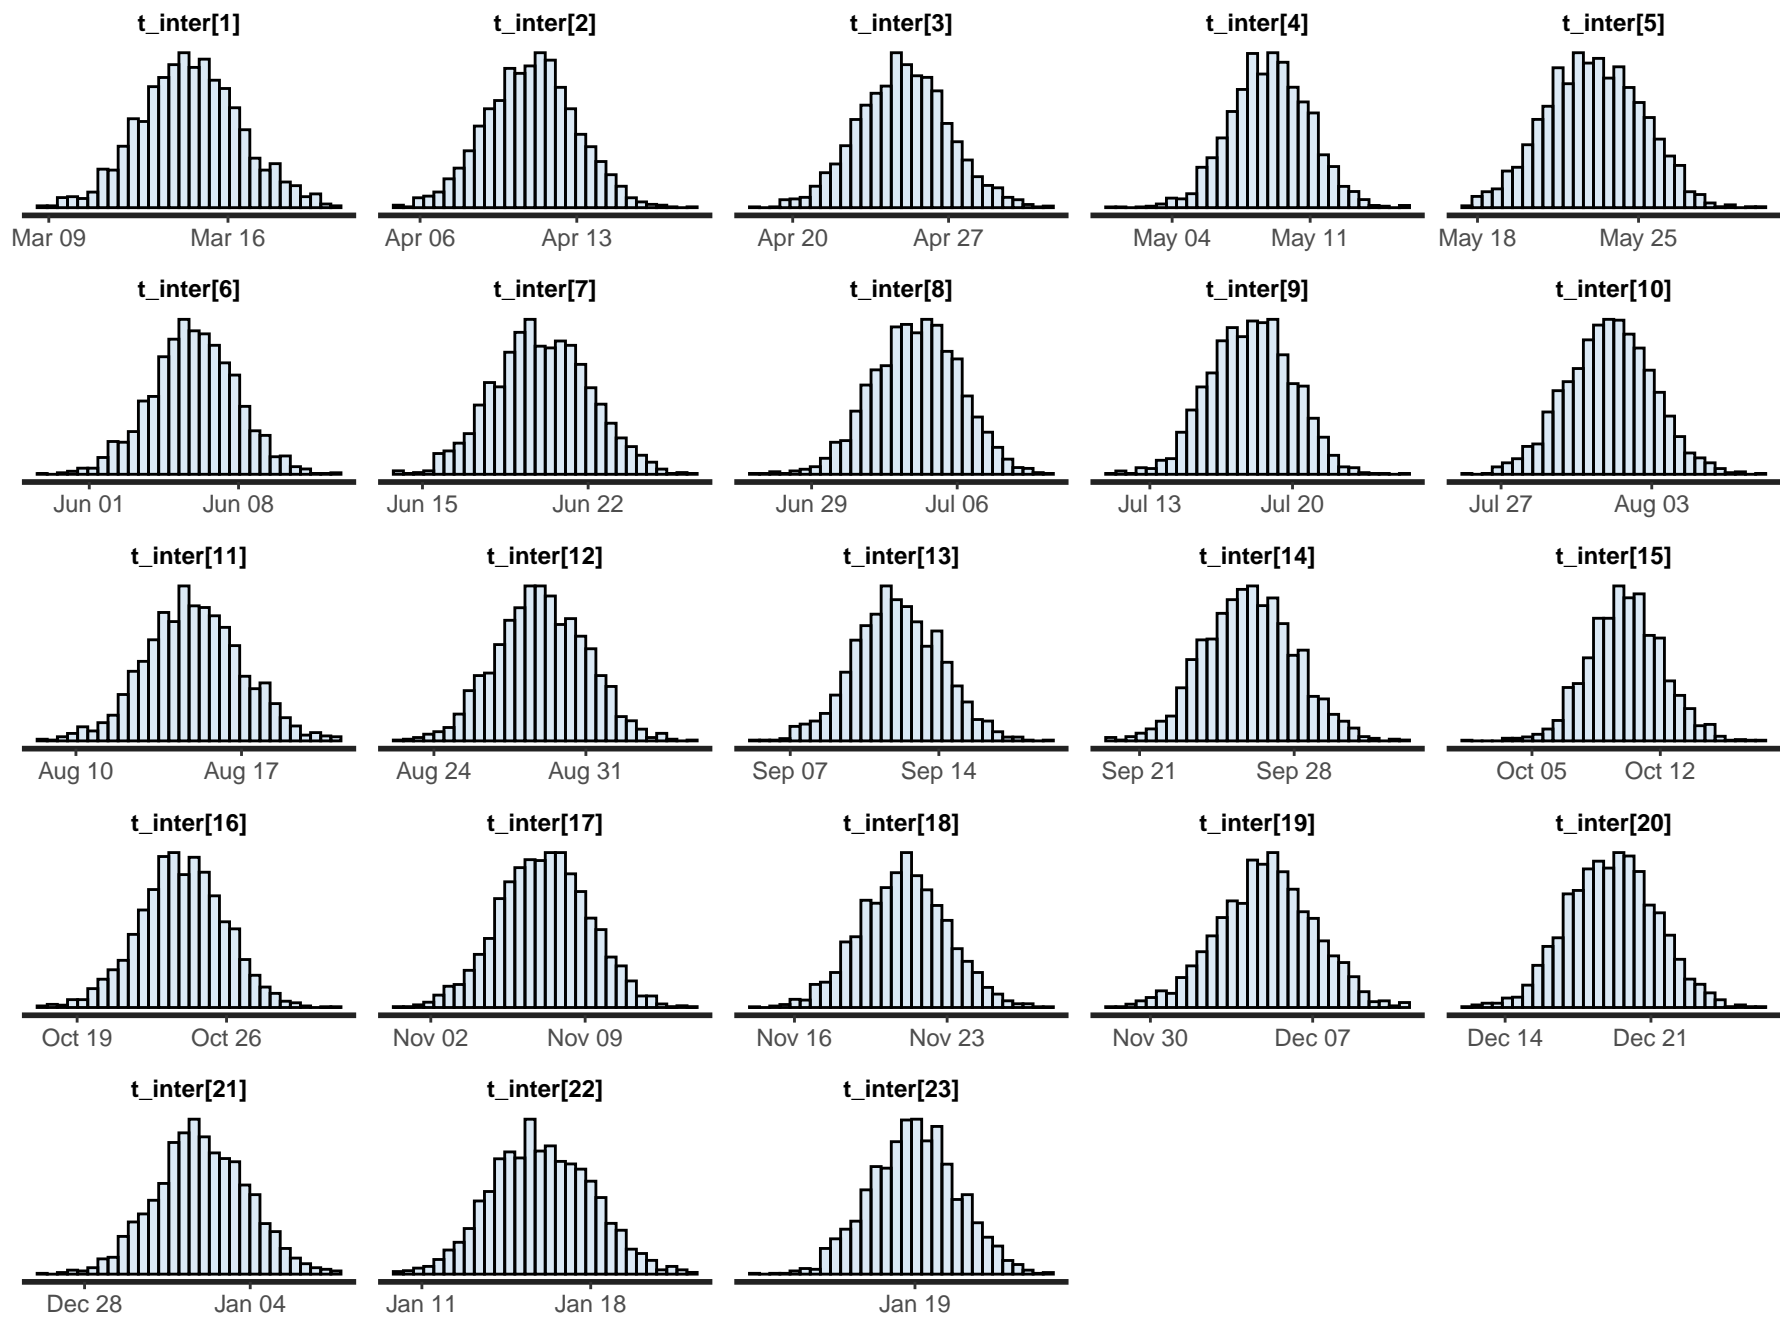 t_inter[1] t_inter[2] t_inter[3] t_inter[4] t_inter[5]
Mar 09 Mar 16 Apr 06 Apr 13 Apr 20 Apr 27 May 04 May 11 May 18 May 25
t_inter[6] t_inter[7] t_inter[8] t_inter[9] t_inter[10]
Jun 01 Jun 08 Jun 15 Jun 22 Jun 29 Jul 06 Jul 13 Jul 20 Jul 27 Aug 03
t_inter[11] t_inter[12] t_inter[13] t_inter[14] t_inter[15]
Aug 10 Aug 17 Aug 24 Aug 31 Sep 07 Sep 14 Sep 21 Sep 28 Oct 05 Oct 12
t_inter[16] t_inter[17] t_inter[18] t_inter[19] t_inter[20]
Oct 19 Oct 26 Nov 02 Nov 09 Nov 16 Nov 23 Nov 30 Dec 07 Dec 14 Dec 21
t_inter[21] t_inter[22] t_inter[23]
Dec 28 Jan 04 Jan 11 Jan 18 Jan 19